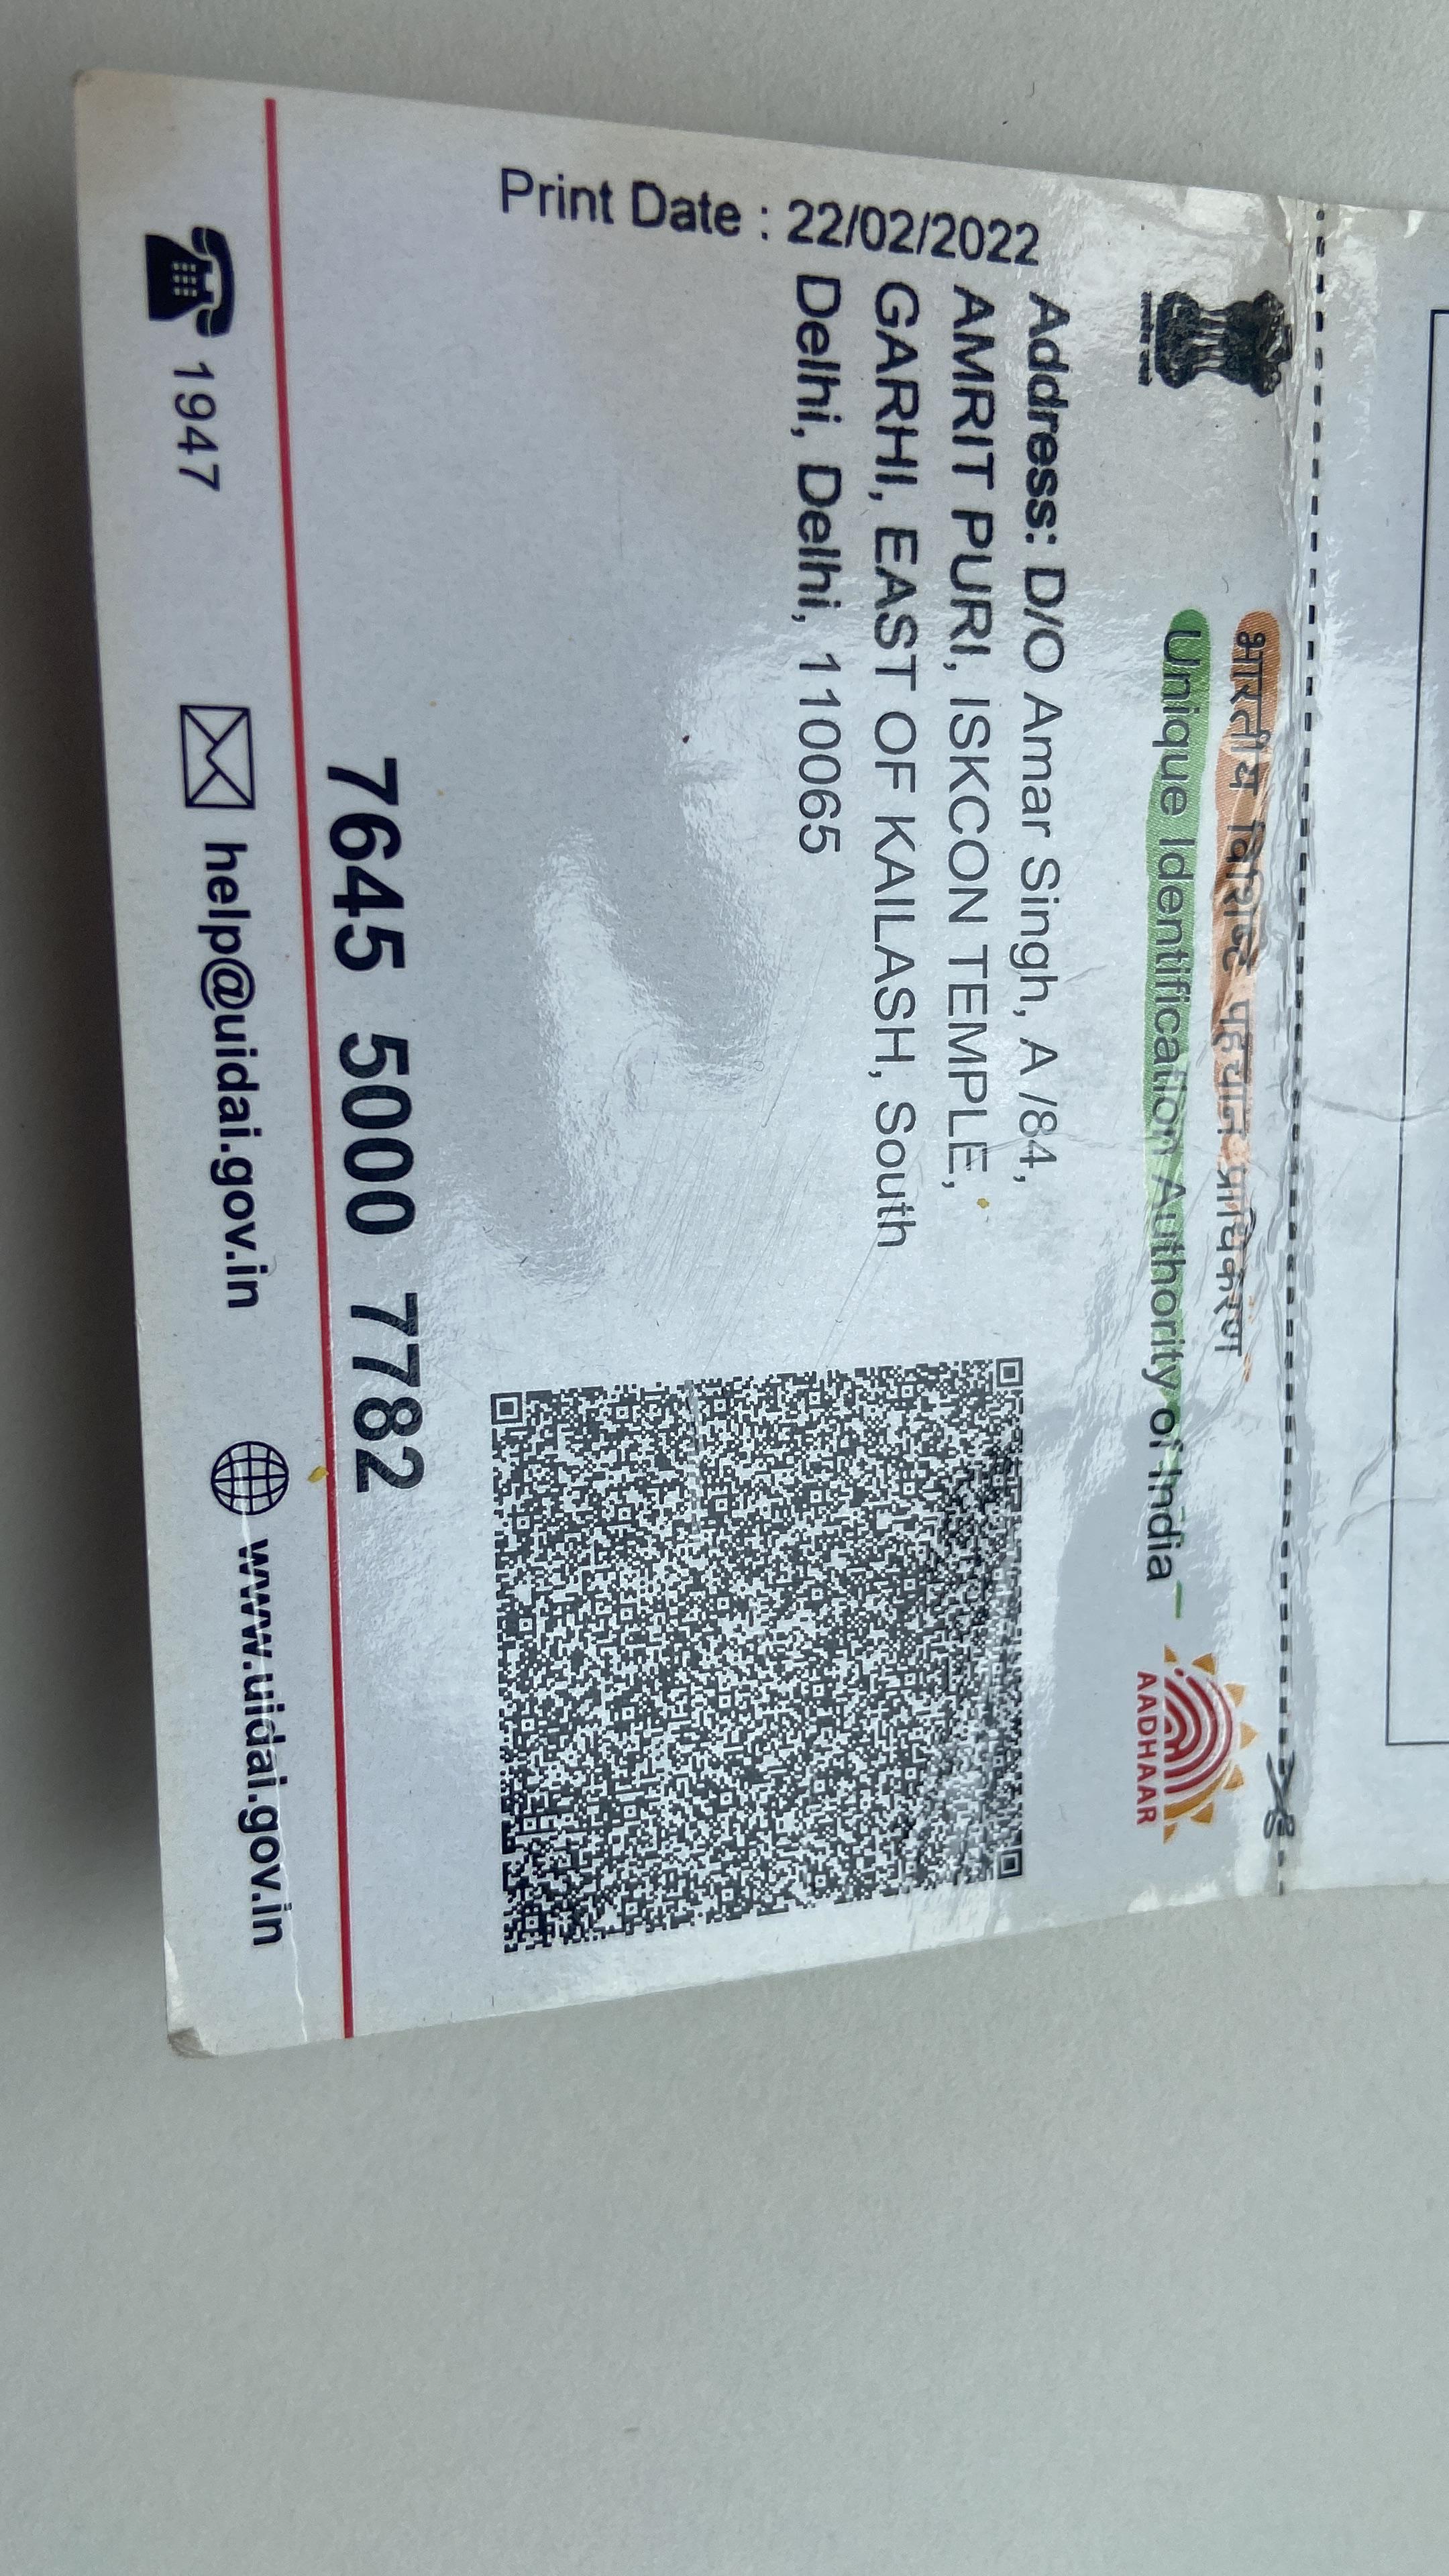 भारतीय विशिष्ट पहचान प्राधिकरण
Unique Identification Authority of India
AADHAAR
Print Date : 22/02/2022
Address: D/O Amar Singh, A /84,
AMRIT PURI, ISKCON TEMPLE,
GARHI, EAST OF KAILASH, South
Delhi, Delhi, 110065
7645 5000 7782
1947
help@uidai.gov.in
www.uidai.gov.in